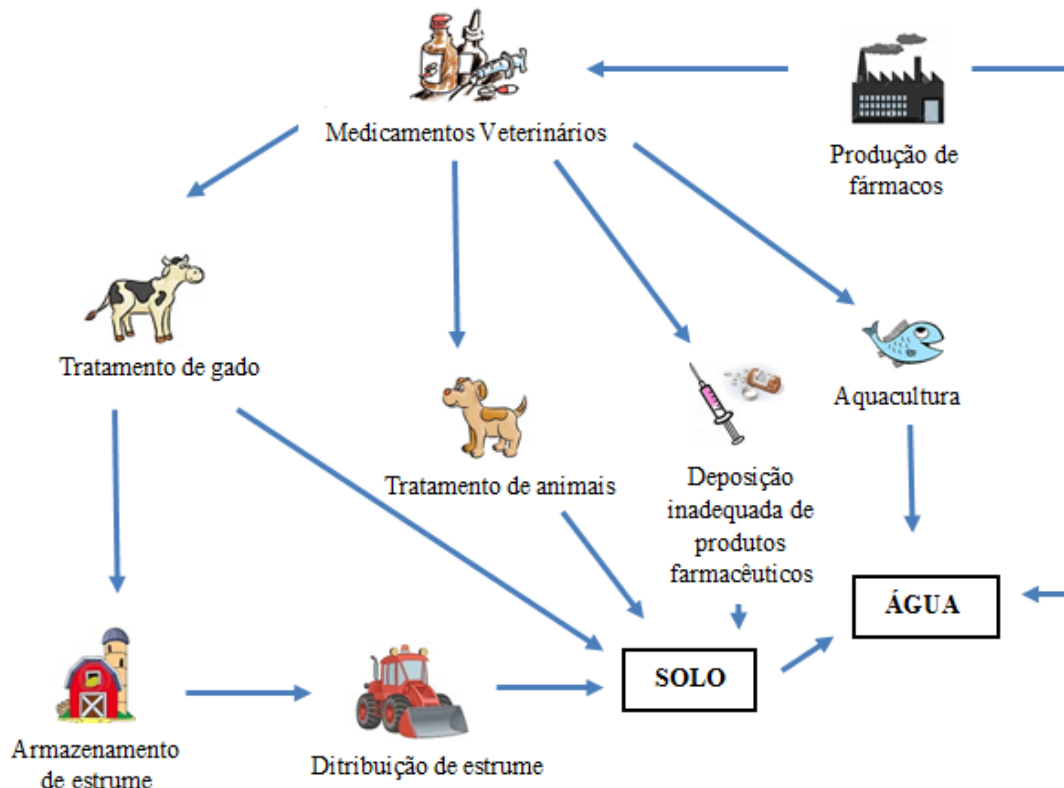 Medicamentos Veterinários
Produção de
fármacos
Tratamento de gado
Aquacultura
Tratamento de animais
Deposição
inadequada de
produtos
farmacêuticos
ÁGUA
SOLO
Armazenamento
de estrume
Ditribuição de estrume